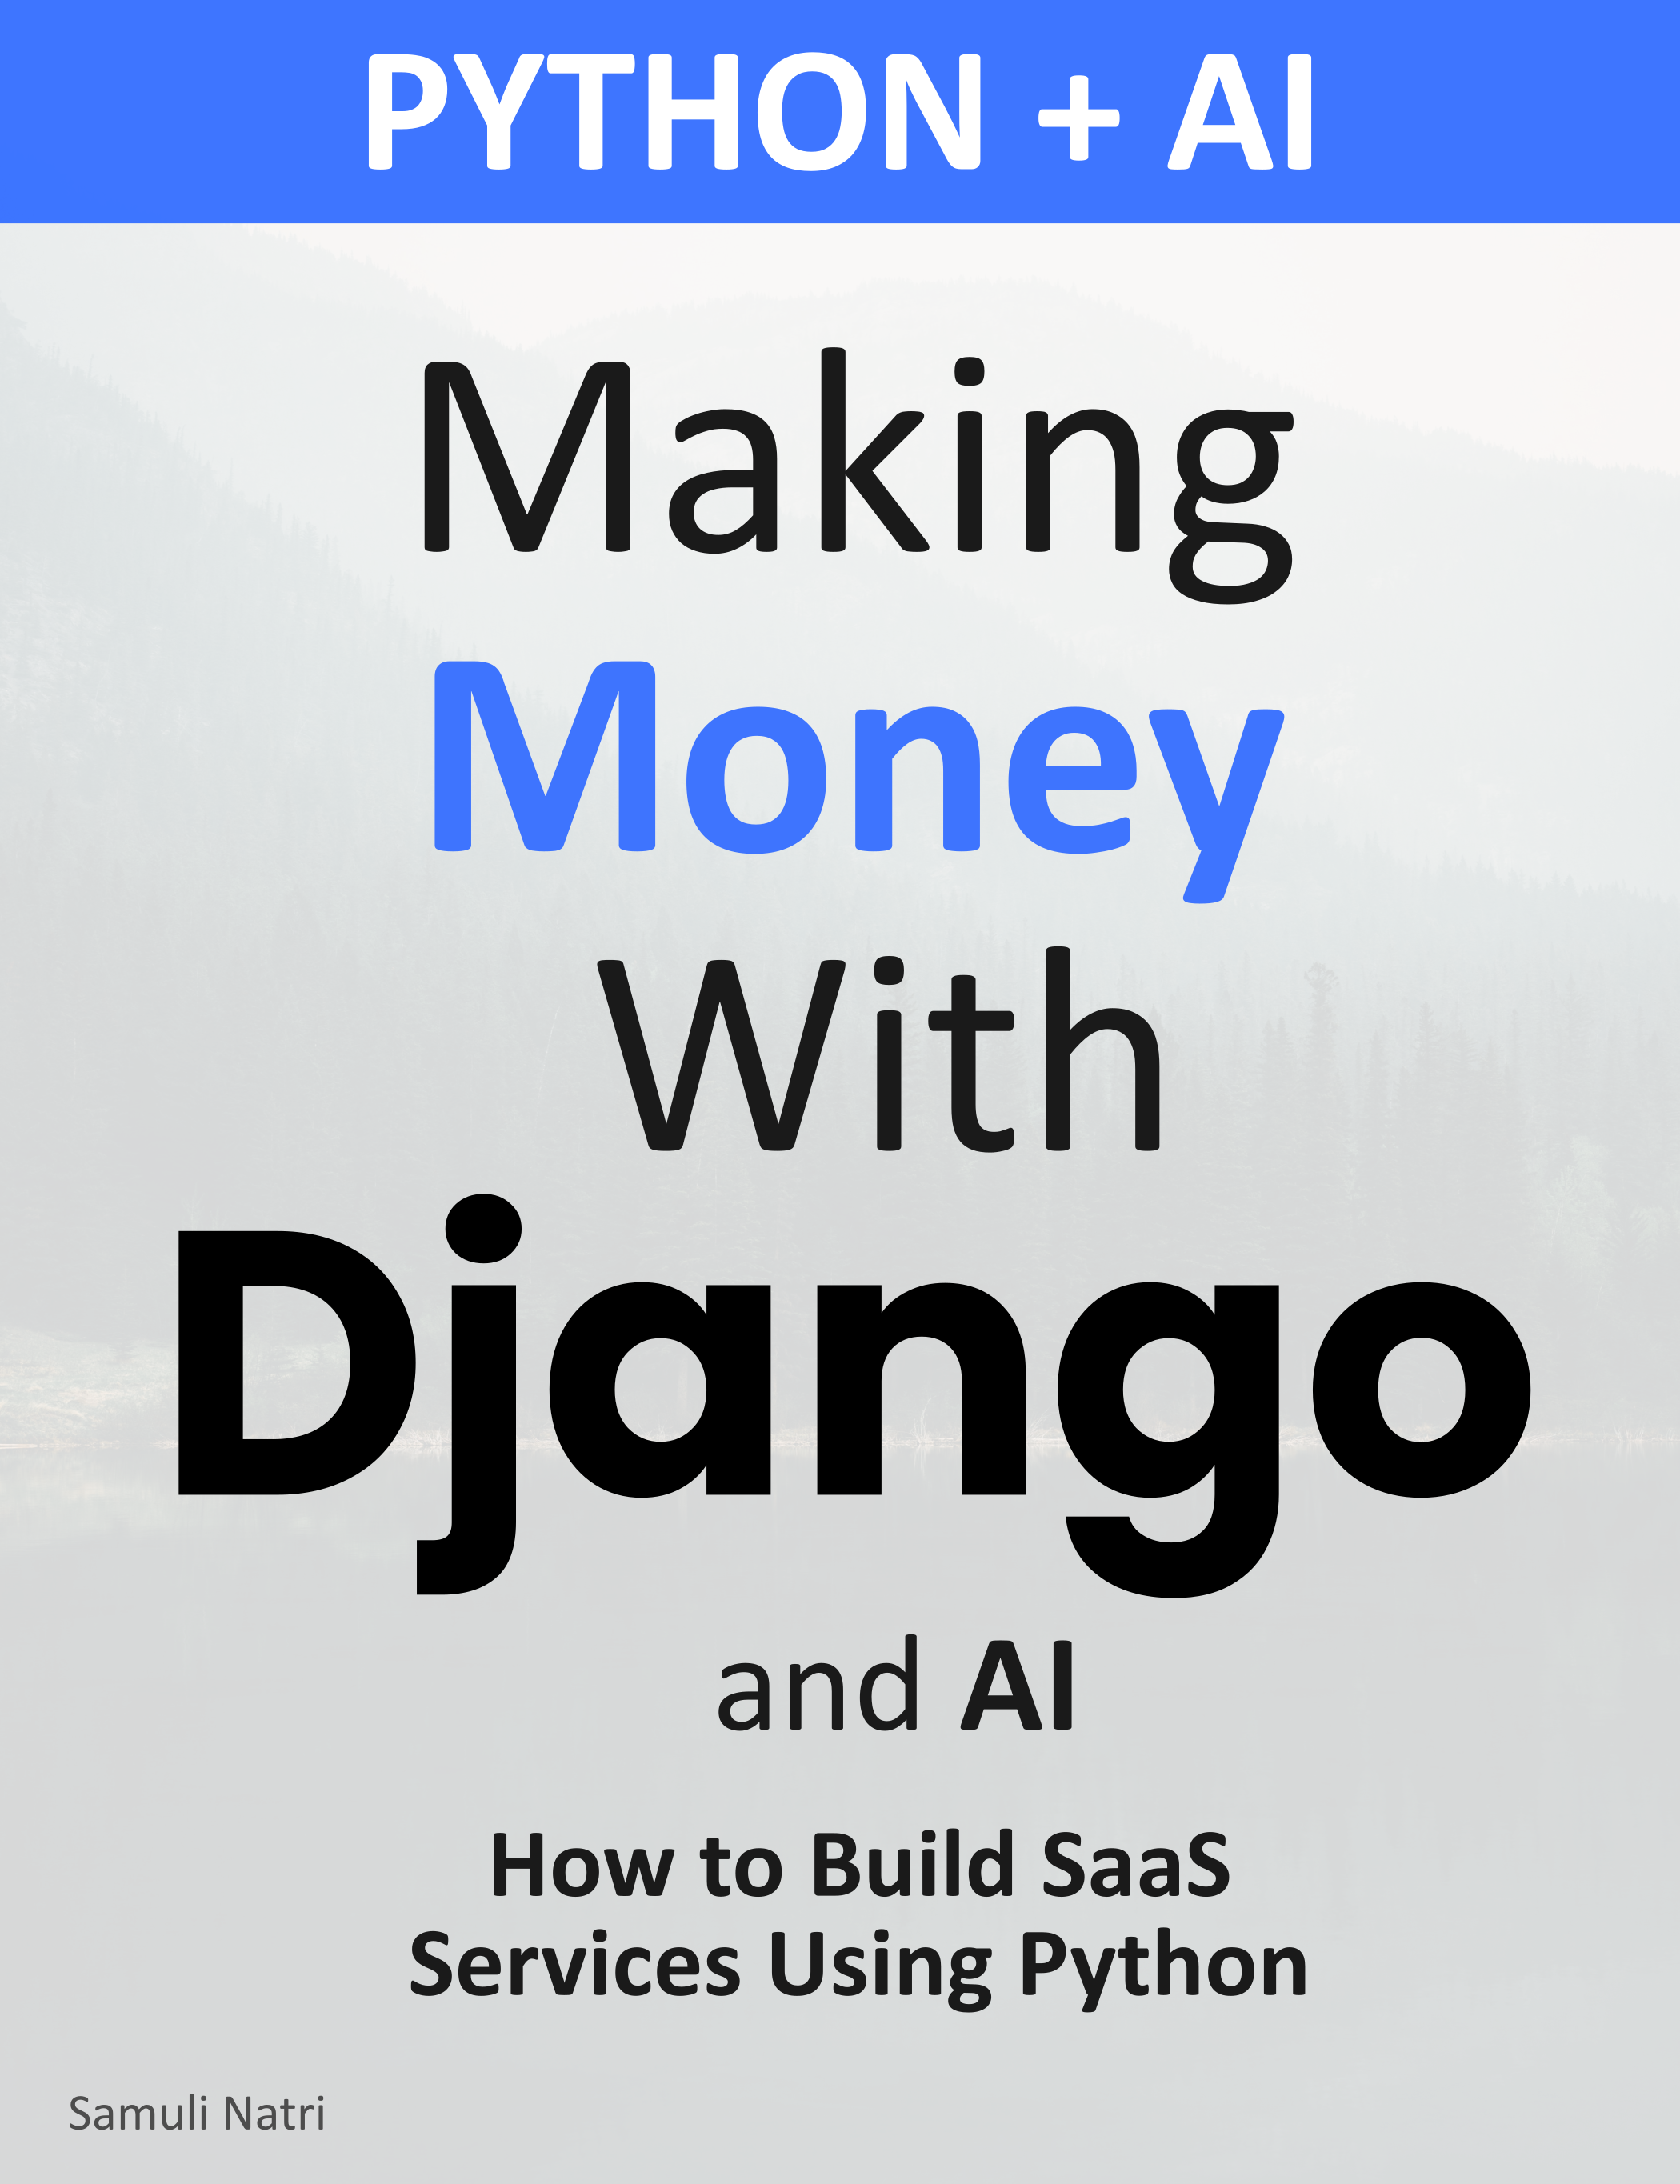 PYTHON + AI
Making
Money
With
Django
and AI
How to Build SaaS
Services Using Python
Samuli Natri